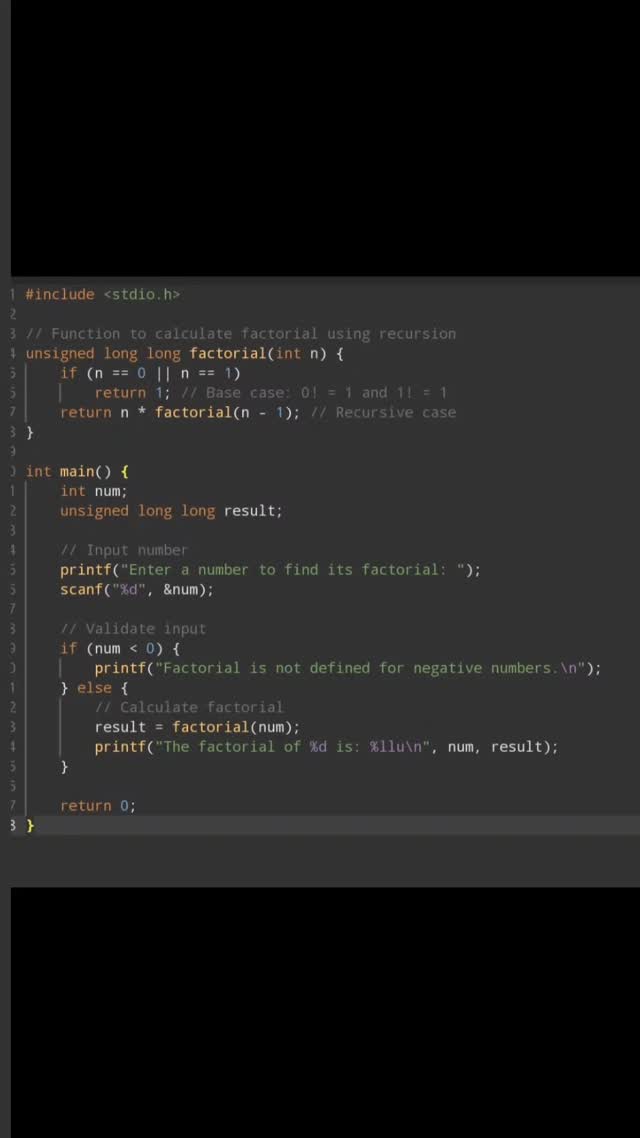 1 #include <stdio.h>
2
3 // Function to calculate factorial using recursion
4 unsigned long long factorial(int n) {
5     if (n == 0 || n == 1)
6         return 1; // Base case: 0! = 1 and 1! = 1
7     return n * factorial(n - 1); // Recursive case
8 }
9
0 int main() {
1     int num;
2     unsigned long long result;
3
4     // Input number
5     printf("Enter a number to find its factorial: ");
6     scanf("%d", &num);
7
8     // Validate input
9     if (num < 0) {
0         printf("Factorial is not defined for negative numbers.\n");
1     } else {
2         // Calculate factorial
3         result = factorial(num);
4         printf("The factorial of %d is: %llu\n", num, result);
5     }
6
7     return 0;
8 }